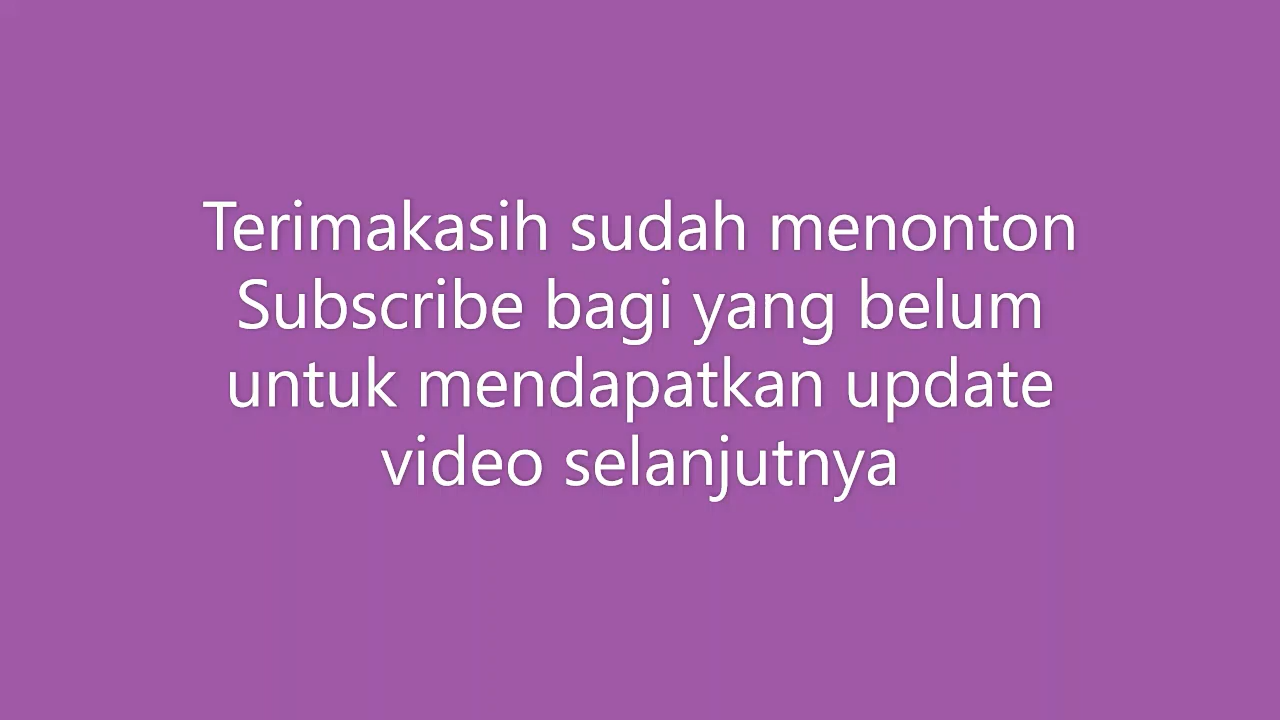 Terimakasih sudah menonton
Subscribe bagi yang belum
untuk mendapatkan update
video selanjutnya